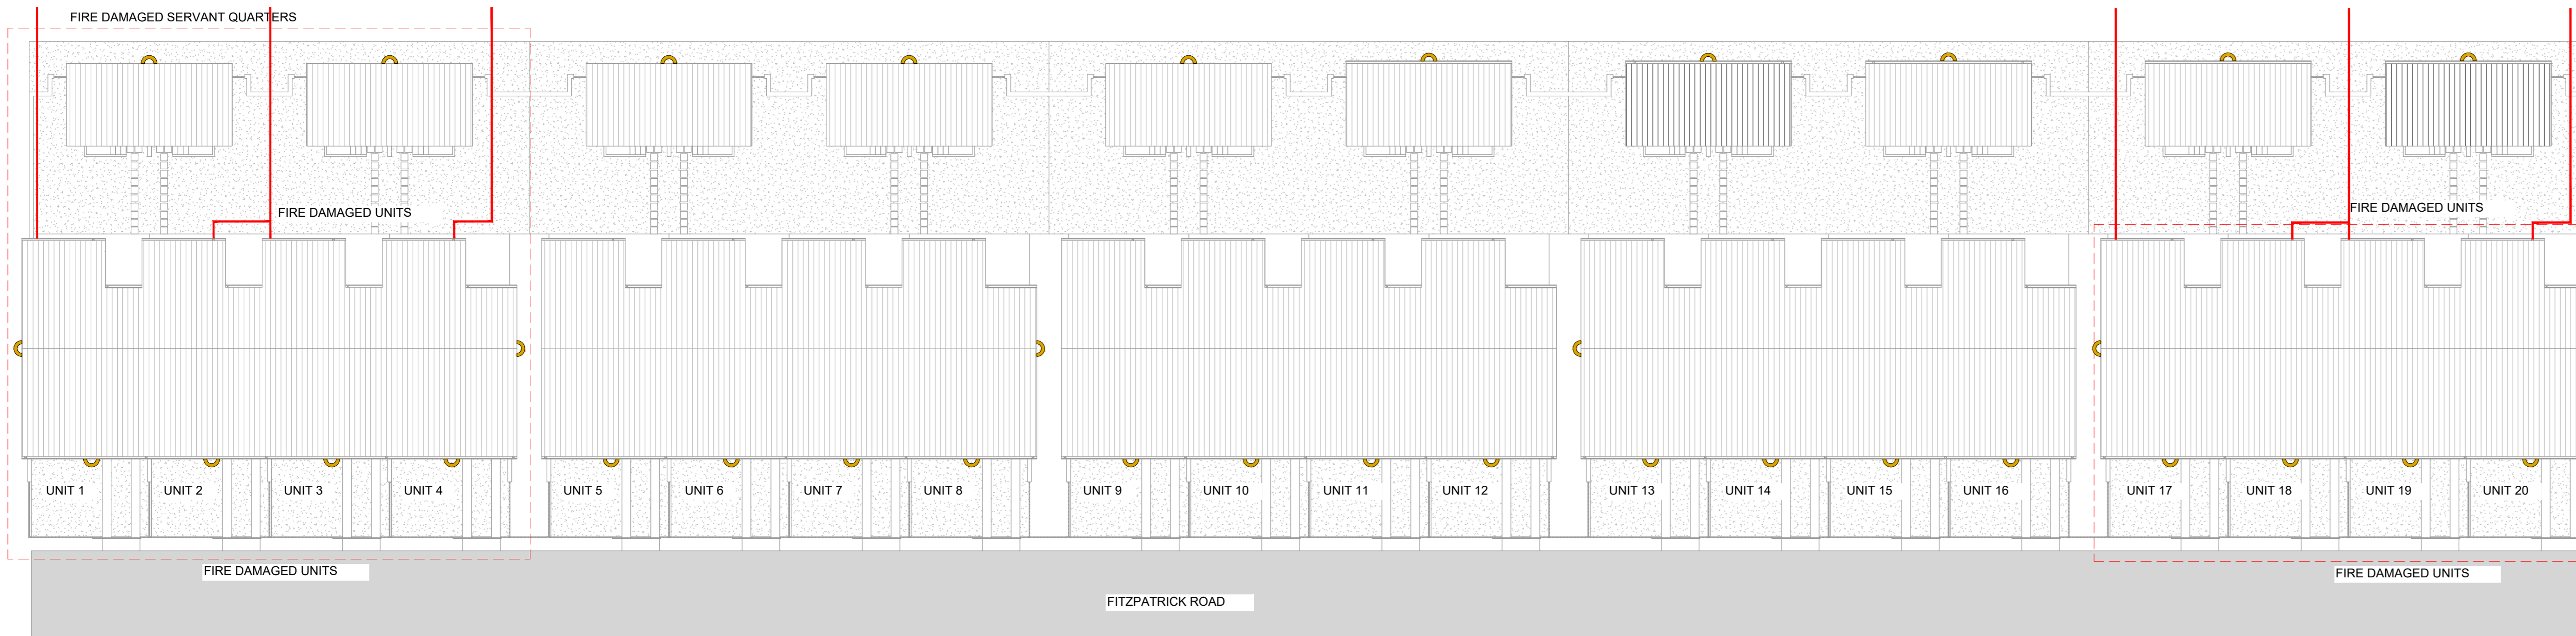 FIRE DAMAGED SERVANT QUARTERS
FIRE DAMAGED UNITS
FIRE DAMAGED UNITS
UNIT 1
UNIT 2
UNIT 3
UNIT 4
UNIT 5
UNIT 6
UNIT 7
UNIT 8
UNIT 9
UNIT 10
UNIT 11
UNIT 12
UNIT 13
UNIT 14
UNIT 15
UNIT 16
UNIT 17
UNIT 18
UNIT 19
UNIT 20
FIRE DAMAGED UNITS
FIRE DAMAGED UNITS
FITZPATRICK ROAD